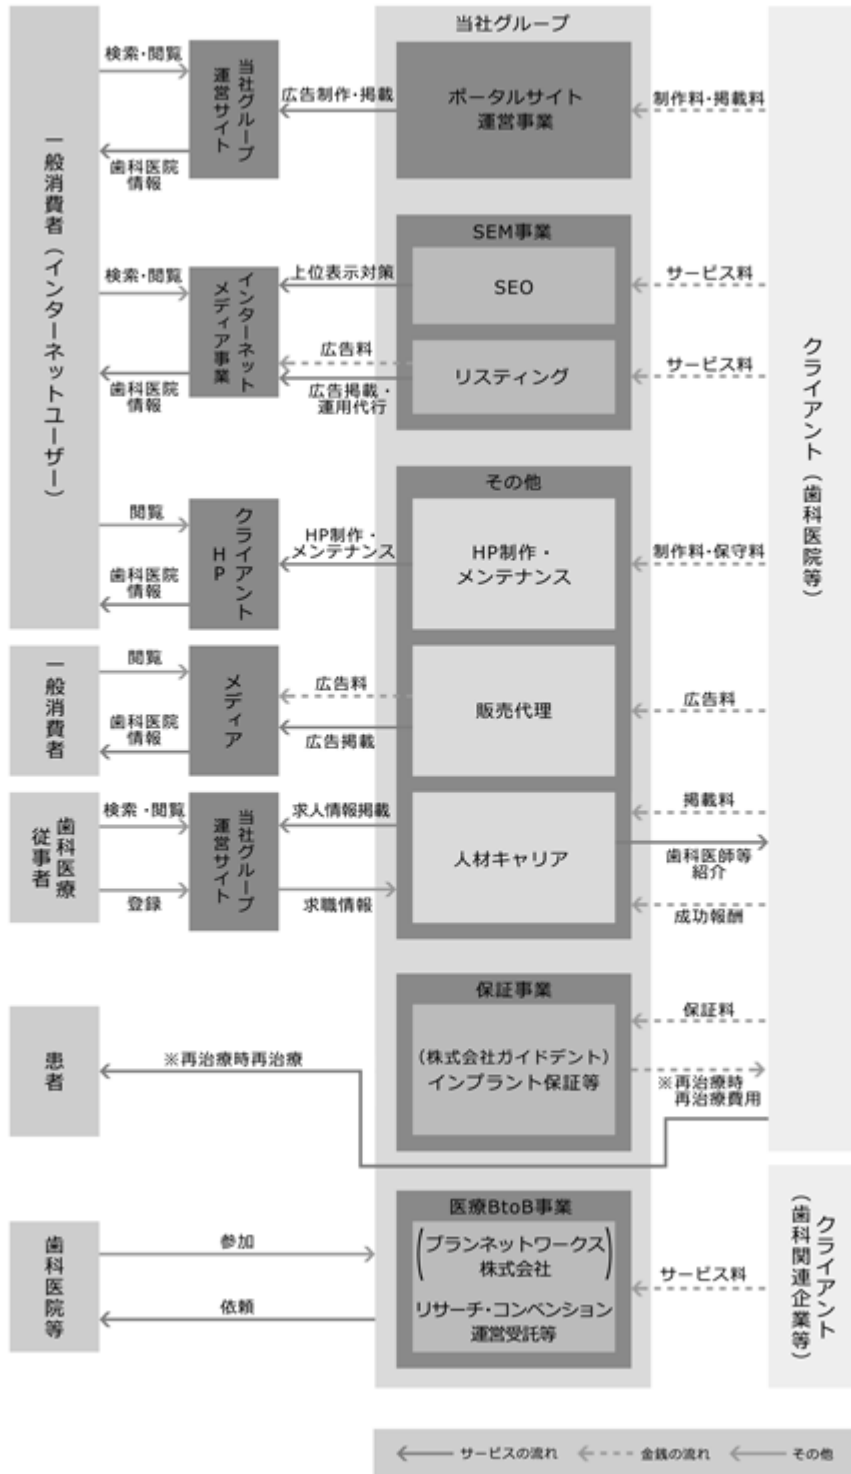 当社グループ
一般消費者（インターネットユーザー）
検索・閲覧
歯科医院
情報
当社グループ
運営サイト
広告制作・掲載
ポータルサイト
運営事業
制作料・掲載料
クライアント（歯科医院等）
SEM事業
検索・閲覧
歯科医院
情報
インターネット
メディア事業
上位表示対策
SEO
サービス料
広告料
広告掲載・
運用代行
リスティング
サービス料
その他
閲覧
歯科医院
情報
クライアント
HP
HP制作・
メンテナンス
HP制作・
メンテナンス
制作料・保守料
一般消費者
閲覧
歯科医院
情報
メディア
広告料
広告掲載
販売代理
広告料
歯科医療
従事者
検索・閲覧
登録
当社グループ
運営サイト
求人情報掲載
求職情報
人材キャリア
掲載料
歯科医師等
紹介
成功報酬
保証事業
患者
※再治療時再治療
（株式会社ガイドデント）
インプラント保証等
保証料
※再治療時
再治療費用
医療BtoB事業
歯科医院等
参加
依頼
（プランネットワークス
株式会社）
リサーチ・コンベンション
運営受託等
サービス料
クライアント
（歯科関連企業等）
サービスの流れ
金銭の流れ
その他